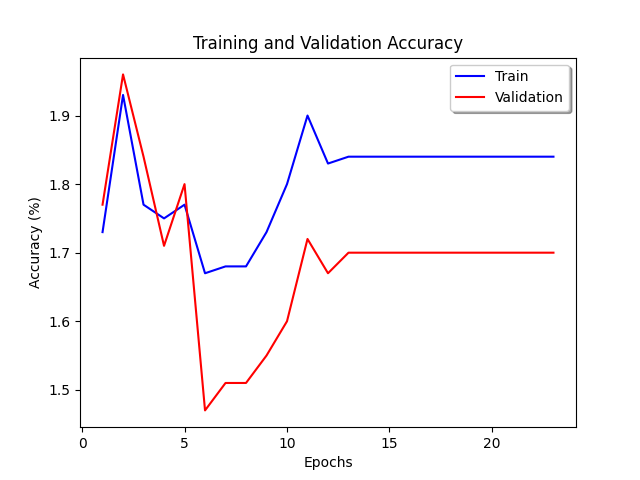 Training and Validation Accuracy
Train
Validation
Accuracy (%)
1.9
1.8
1.7
1.6
1.5
0
5
10
15
20
Epochs